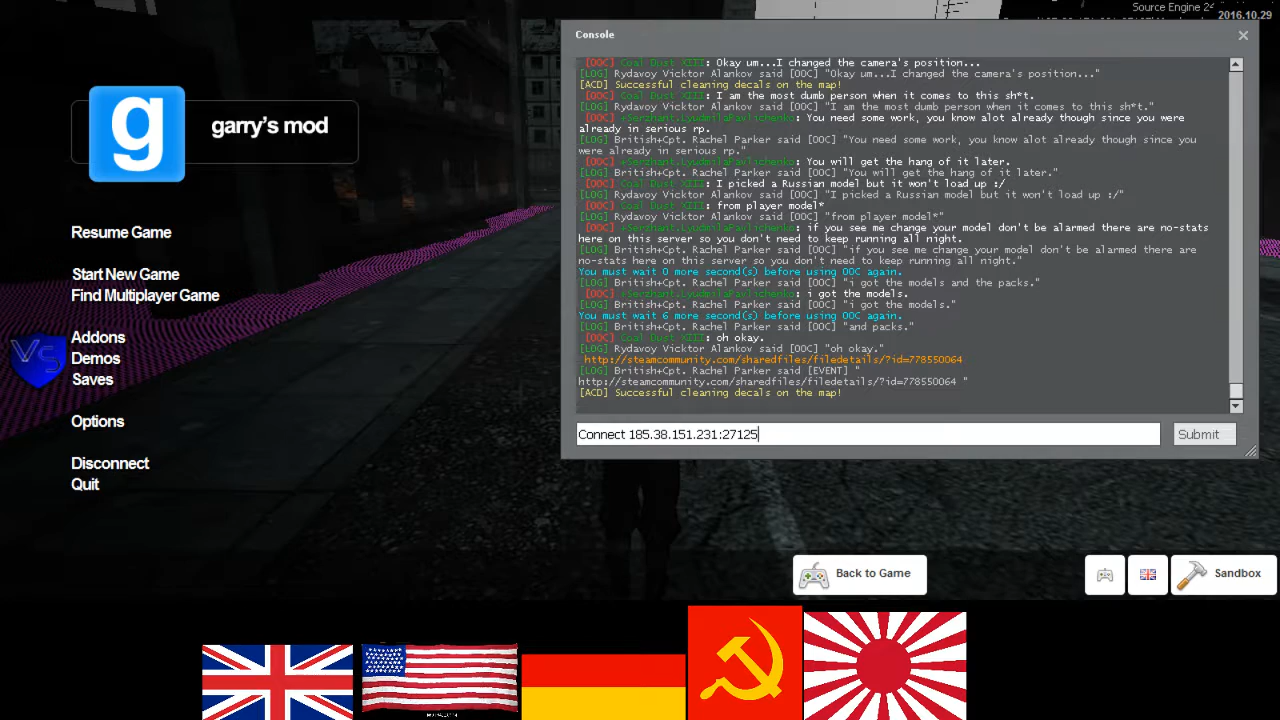 Source Engine 24
2016.10.29
g
garry's mod
Resume Game
Start New Game
Find Multiplayer Game
Addons
Demos
Saves
Options
Disconnect
Quit
VS
Console
[OOC] Coal Dust XIII: Okay um...I changed the camera's position...
[LOG] Rydavoy Vicktor Alankov said [OOC] "Okay um...I changed the camera's position..."
[ACD] Successful cleaning decals on the map!
[OOC] Coal Dust XIII: I am the most dumb person when it comes to this sh*t.
[LOG] Rydavoy Vicktor Alankov said [OOC] "I am the most dumb person when it comes to this sh*t."
[OOC] +Serzhant.LyudmilaPavlichenko: You need some work, you know alot already though since you were
already in serious rp.
[LOG] British+Cpt. Rachel Parker said [OOC] "You need some work, you know alot already though since you
were already in serious rp."
[OOC] +Serzhant.LyudmilaPavlichenko: You will get the hang of it later.
[LOG] British+Cpt. Rachel Parker said [OOC] "You will get the hang of it later."
[OOC] Coal Dust XIII: I picked a Russian model but it won't load up :/
[LOG] Rydavoy Vicktor Alankov said [OOC] "I picked a Russian model but it won't load up :/"
[OOC] Coal Dust XIII: from player model*
[LOG] Rydavoy Vicktor Alankov said [OOC] "from player model*"
[OOC] +Serzhant.LyudmilaPavlichenko: if you see me change your model don't be alarmed there are no-stats
here on this server so you don't need to keep running all night.
[LOG] British+Cpt. Rachel Parker said [OOC] "if you see me change your model don't be alarmed there are
no-stats here on this server so you don't need to keep running all night."
You must wait 0 more second(s) before using OOC again.
[LOG] British+Cpt. Rachel Parker said [OOC] "i got the models and the packs."
[OOC] +Serzhant.LyudmilaPavlichenko: i got the models.
[LOG] British+Cpt. Rachel Parker said [OOC] "i got the models."
You must wait 6 more second(s) before using OOC again.
[LOG] British+Cpt. Rachel Parker said [OOC] "and packs."
[OOC] Coal Dust XIII: oh okay.
[LOG] Rydavoy Vicktor Alankov said [OOC] "oh okay."
http://steamcommunity.com/sharedfiles/filedetails/?id=778550064
[LOG] British+Cpt. Rachel Parker said [EVENT] "
http://steamcommunity.com/sharedfiles/filedetails/?id=778550064 "
[ACD] Successful cleaning decals on the map!
Connect 185.38.151.231:27125
Submit
Back to Game
Sandbox